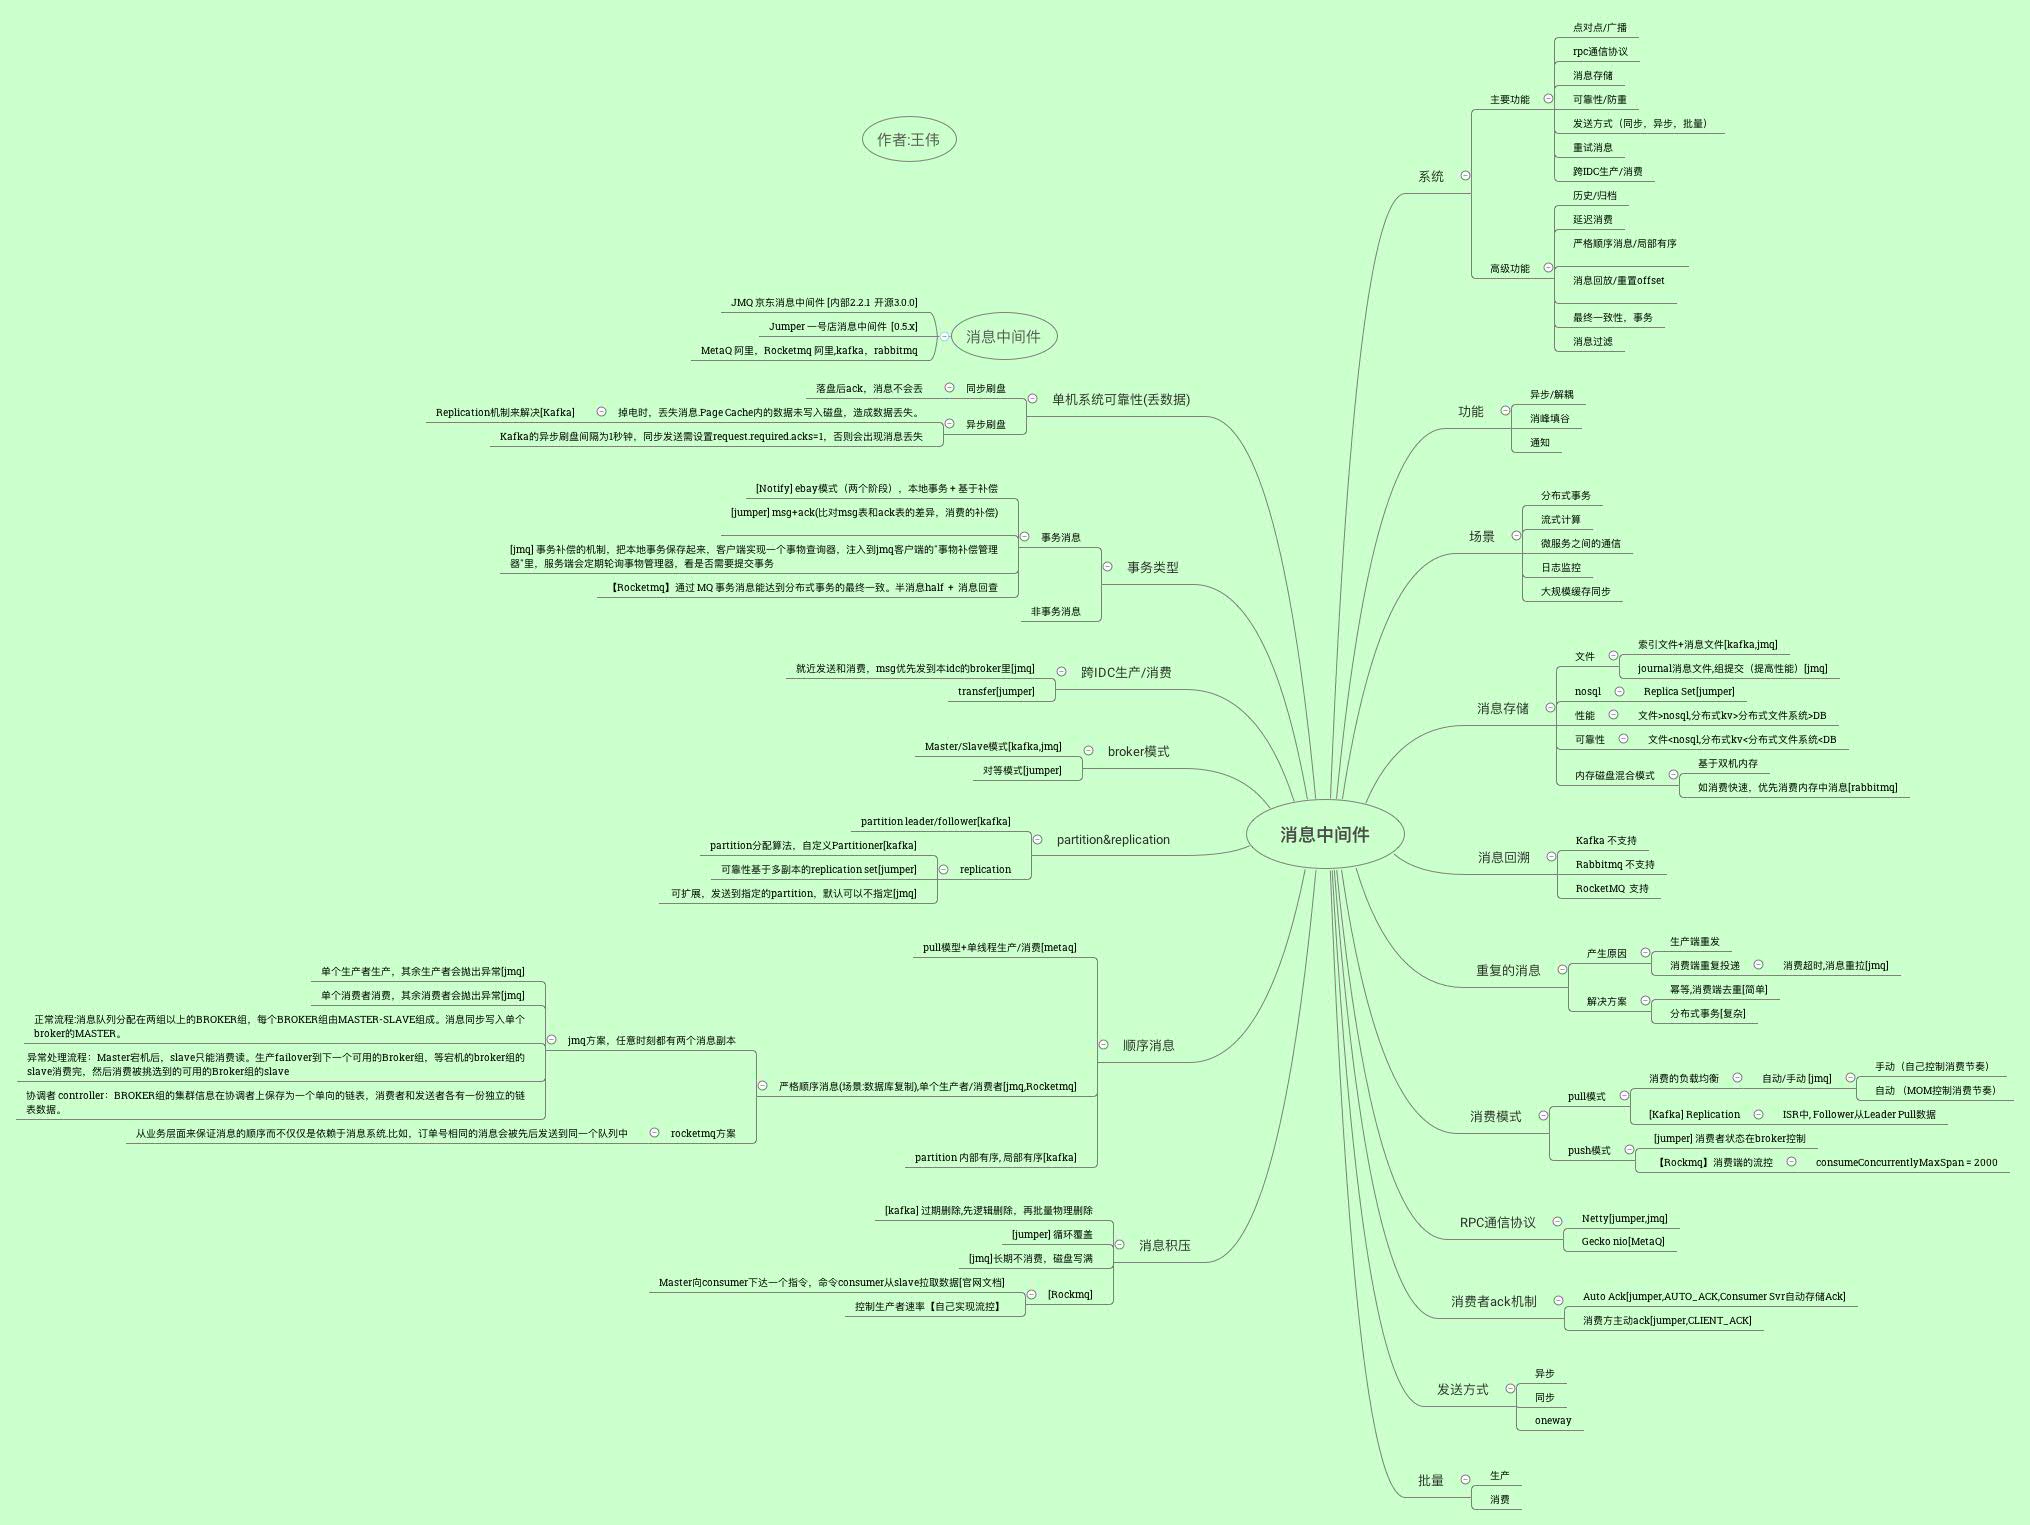 作者:王伟
消息中间件
JMQ 京东消息中间件 [内部2.2.1 开源3.0.0]
Jumper 一号店消息中间件 [0.5.x]
MetaQ 阿里，Rocketmq 阿里,kafka，rabbitmq
消息中间件
系统
主要功能
点对点/广播
rpc通信协议
消息存储
可靠性/防重
发送方式（同步，异步，批量）
重试消息
跨IDC生产/消费
高级功能
历史/归档
延迟消费
严格顺序消息/局部有序
消息回放/重置offset
最终一致性，事务
消息过滤
功能
异步/解耦
消峰填谷
通知
场景
分布式事务
流式计算
微服务之间的通信
日志监控
大规模缓存同步
消息存储
文件
索引文件+消息文件[kafka,jmq]
journal消息文件,组提交（提高性能）[jmq]
nosql
Replica Set[jumper]
性能
文件>nosql,分布式kv>分布式文件系统>DB
可靠性
文件<nosql,分布式kv<分布式文件系统<DB
内存磁盘混合模式
基于双机内存
如消费快速，优先消费内存中消息[rabbitmq]
消息回溯
Kafka 不支持
Rabbitmq 不支持
RocketMQ 支持
重复的消息
产生原因
生产端重发
消费端重复投递
消费超时,消息重拉[jmq]
解决方案
幂等,消费端去重[简单]
分布式事务[复杂]
消费模式
pull模式
消费的负载均衡
自动/手动 [jmq]
手动（自己控制消费节奏）
自动 （MOM控制消费节奏）
[Kafka] Replication
ISR中, Follower从Leader Pull数据
push模式
[jumper] 消费者状态在broker控制
【Rockmq】消费端的流控
consumeConcurrentlyMaxSpan = 2000
RPC通信协议
Netty[jumper,jmq]
Gecko nio[MetaQ]
消费者ack机制
Auto Ack[jumper,AUTO_ACK,Consumer Svr自动存储Ack]
消费方主动ack[jumper,CLIENT_ACK]
发送方式
异步
同步
oneway
批量
生产
消费
单机系统可靠性(丢数据)
同步刷盘
落盘后ack，消息不会丢
异步刷盘
掉电时，丢失消息.Page Cache内的数据未写入磁盘，造成数据丢失。
Replication机制来解决[Kafka]
Kafka的异步刷盘间隔为1秒钟，同步发送需设置request.required.acks=1，否则会出现消息丢失
事务类型
事务消息
[Notify] ebay模式（两个阶段），本地事务 + 基于补偿
[jumper] msg+ack(比对msg表和ack表的差异，消费的补偿)
[jmq] 事务补偿的机制，把本地事务保存起来，客户端实现一个事物查询器，注入到jmq客户端的"事物补偿管理
器"里，服务端会定期轮询事物管理器，看是否需要提交事务
【Rocketmq】通过 MQ 事务消息能达到分布式事务的最终一致。半消息half + 消息回查
非事务消息
跨IDC生产/消费
就近发送和消费，msg优先发到本idc的broker里[jmq]
transfer[jumper]
broker模式
Master/Slave模式[kafka,jmq]
对等模式[jumper]
partition&replication
partition leader/follower[kafka]
replication
partition分配算法，自定义Partitioner[kafka]
可靠性基于多副本的replication set[jumper]
可扩展，发送到指定的partition，默认可以不指定[jmq]
顺序消息
pull模型+单线程生产/消费[metaq]
严格顺序消息(场景:数据库复制),单个生产者/消费者[jmq,Rocketmq]
jmq方案，任意时刻都有两个消息副本
单个生产者生产，其余生产者会抛出异常[jmq]
单个消费者消费，其余消费者会抛出异常[jmq]
正常流程:消息队列分配在两组以上的BROKER组，每个BROKER组由MASTER-SLAVE组成。消息同步写入单个
broker的MASTER。
异常处理流程：Master宕机后，slave只能消费读。生产failover到下一个可用的Broker组，等宕机的broker组的
slave消费完，然后消费被挑选到的可用的Broker组的slave
协调者 controller：BROKER组的集群信息在协调者上保存为一个单向的链表，消费者和发送者各有一份独立的链
表数据。
rocketmq方案
从业务层面来保证消息的顺序而不仅仅是依赖于消息系统.比如，订单号相同的消息会被先后发送到同一个队列中
partition 内部有序, 局部有序[kafka]
消息积压
[kafka] 过期删除,先逻辑删除，再批量物理删除
[jumper] 循环覆盖
[jmq]长期不消费，磁盘写满
[Rockmq]
Master向consumer下达一个指令，命令consumer从slave拉取数据[官网文档]
控制生产者速率【自己实现流控】